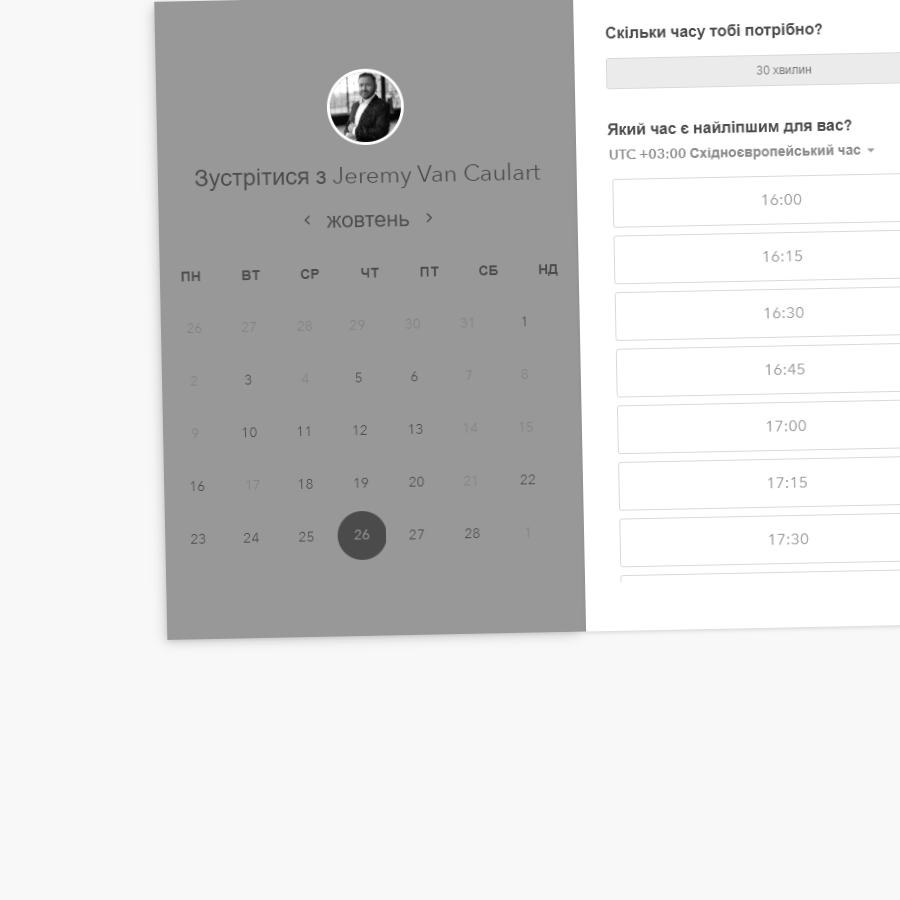 Зустрітися з Jeremy Van Caulart
‹ жовтень ›
ПН ВТ СР ЧТ ПТ СБ НД
26 27 28 29 30 31 1
2 3 4 5 6 7 8
9 10 11 12 13 14 15
16 17 18 19 20 21 22
23 24 25 26 27 28 1
Скільки часу тобі потрібно?
30 хвилин
Який час є найліпшим для вас?
UTC +03:00 Східноєвропейський час
16:00
16:15
16:30
16:45
17:00
17:15
17:30